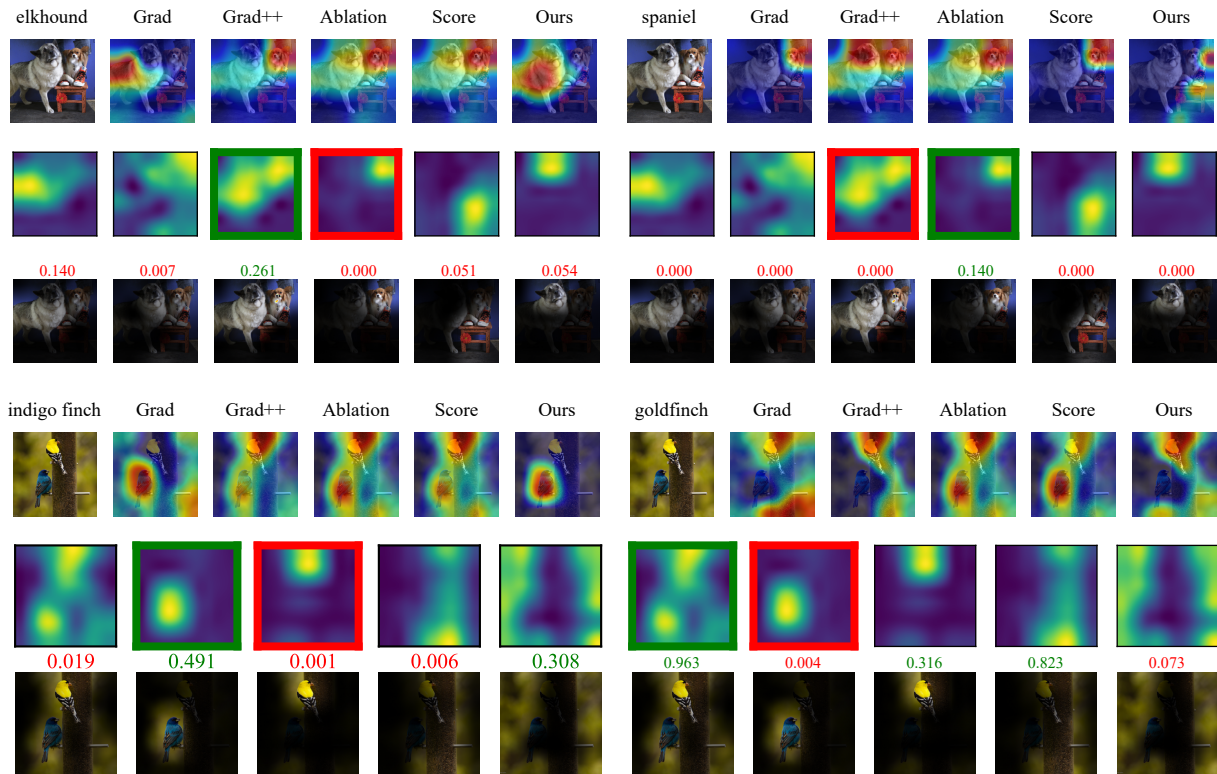 elkhound Grad Grad++ Ablation Score Ours spaniel Grad Grad++ Ablation Score Ours
0.140 0.007 0.261 0.000 0.051 0.054 0.000 0.000 0.000 0.140 0.000 0.000
indigo finch Grad Grad++ Ablation Score Ours goldfinch Grad Grad++ Ablation Score Ours
0.019 0.491 0.001 0.006 0.308 0.963 0.004 0.316 0.823 0.073